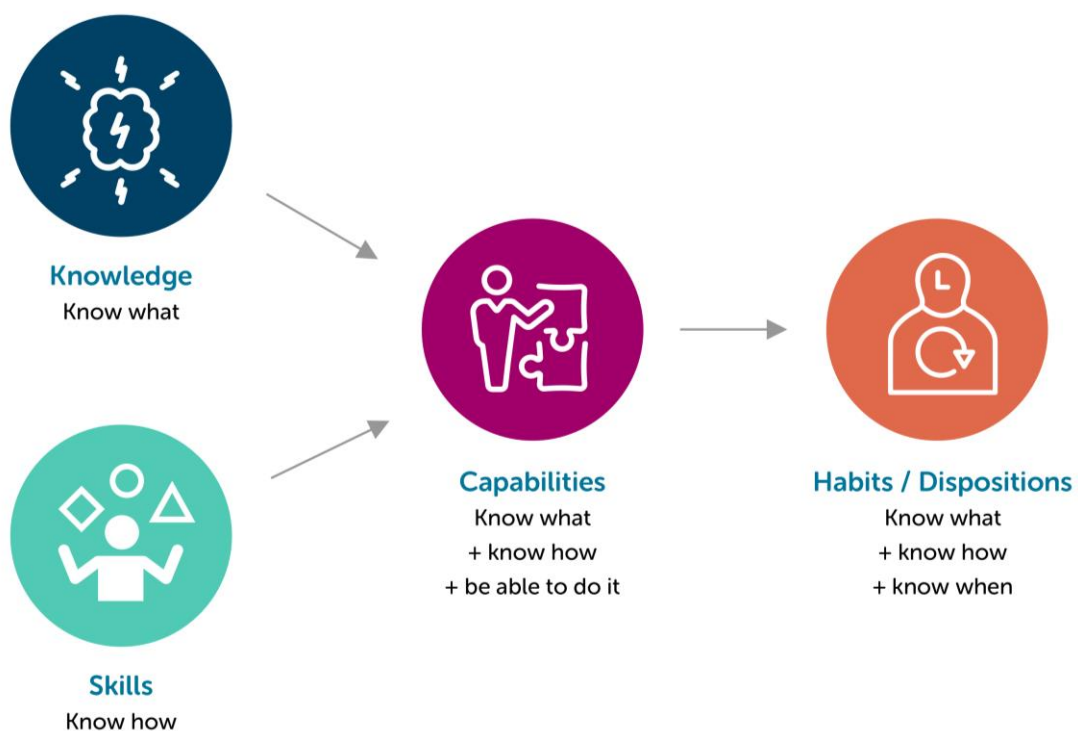 Knowledge
Know what
Skills
Know how
Capabilities
Know what
+ know how
+ be able to do it
Habits / Dispositions
Know what
+ know how
+ know when